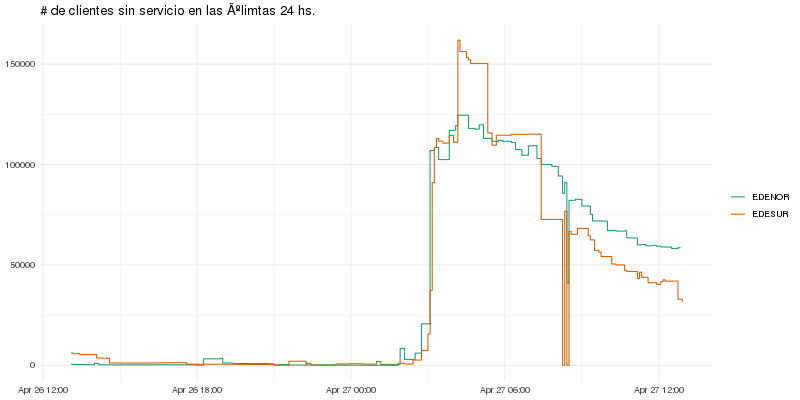 # de clientes sin servicio en las Ãºlimtas 24 hs.
150000
100000
50000
0
Apr 26 12:00
Apr 26 18:00
Apr 27 00:00
Apr 27 06:00
Apr 27 12:00
EDENOR
EDESUR